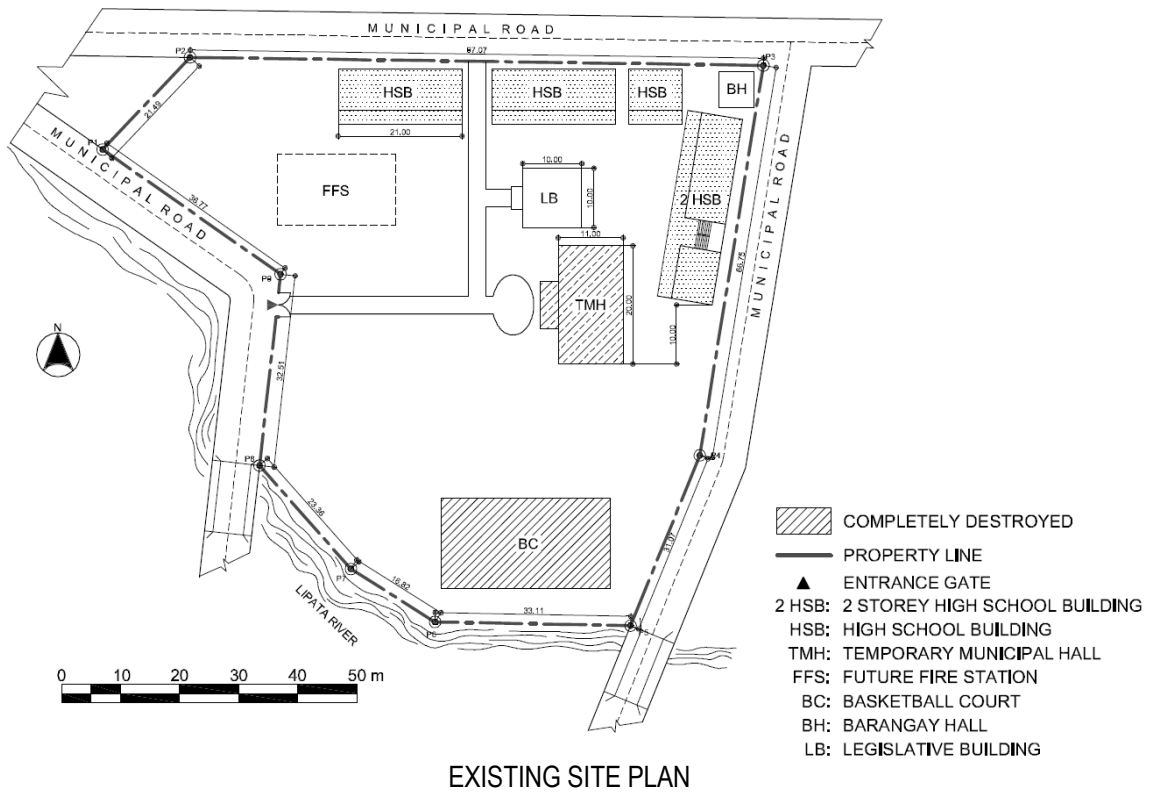 MUNICIPAL ROAD
P2
97.07
P3
HSB
HSB
HSB
BH
21.49
21.00
P1
MUNICIPAL ROAD
FFS
10.00
LB
10.00
2 HSB
MUNICIPAL ROAD
36.77
11.00
P9
TMH
20.00
66.75
10.00
N
32.51
P8
P4
23.36
BC
31.07
P7
16.82
33.11
P6
P5
LIPATA RIVER
0 10 20 30 40 50 m
COMPLETELY DESTROYED
PROPERTY LINE
ENTRANCE GATE
2 HSB: 2 STOREY HIGH SCHOOL BUILDING
HSB: HIGH SCHOOL BUILDING
TMH: TEMPORARY MUNICIPAL HALL
FFS: FUTURE FIRE STATION
BC: BASKETBALL COURT
BH: BARANGAY HALL
LB: LEGISLATIVE BUILDING
EXISTING SITE PLAN